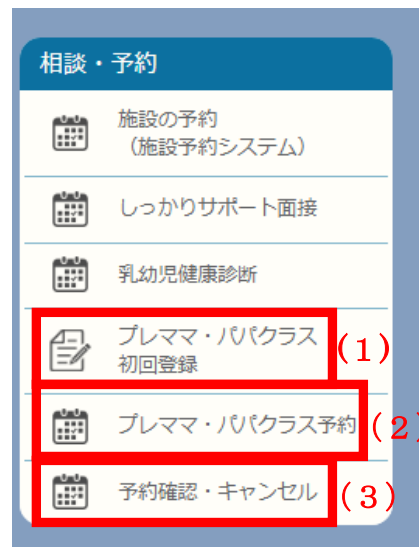 相談・予約
施設の予約
（施設予約システム）
しっかりサポート面接
乳幼児健康診断
プレママ・パパクラス
初回登録
(1)
プレママ・パパクラス予約
(2)
予約確認・キャンセル
(3)